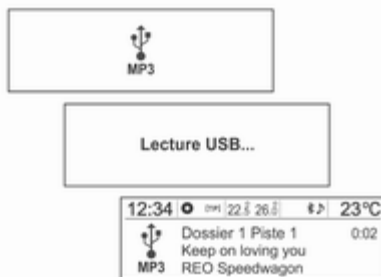 MP3
Lecture USB...
12:34 22.5 26.0 23°C
Dossier 1 Piste 1 0:02
Keep on loving you
MP3 REO Speedwagon